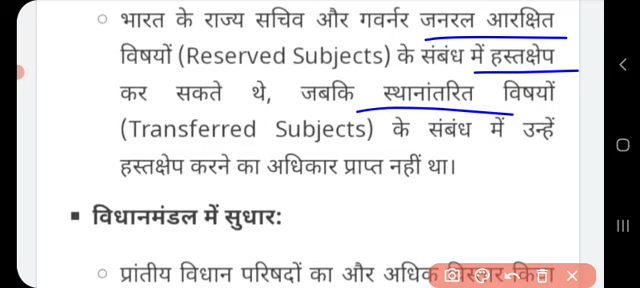 भारत के राज्य सचिव और गवर्नर जनरल आरक्षित
विषयों (Reserved Subjects) के संबंध में हस्तक्षेप
कर सकते थे, जबकि स्थानांतरित विषयों
(Transferred Subjects) के संबंध में उन्हें
हस्तक्षेप करने का अधिकार प्राप्त नहीं था।
विधानमंडल में सुधार:
प्रांतीय विधान परिषदों का और अधिक